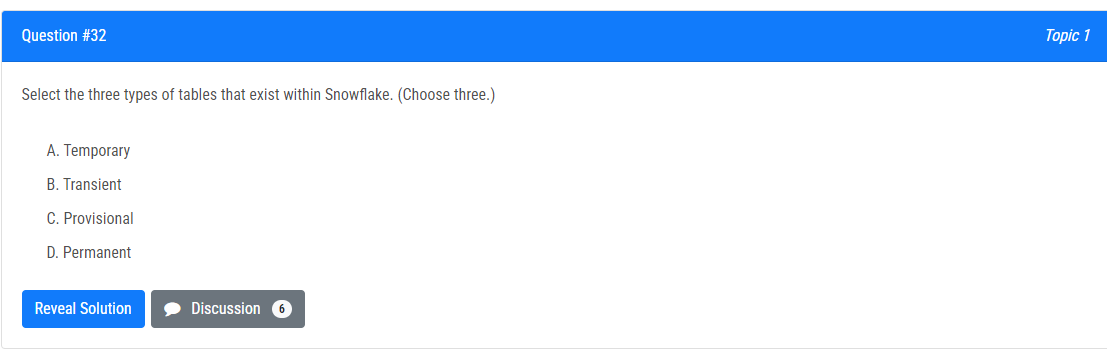 Question #32
Topic 1
Select the three types of tables that exist within Snowflake. (Choose three.)
A. Temporary
B. Transient
C. Provisional
D. Permanent
Reveal Solution
Discussion 6